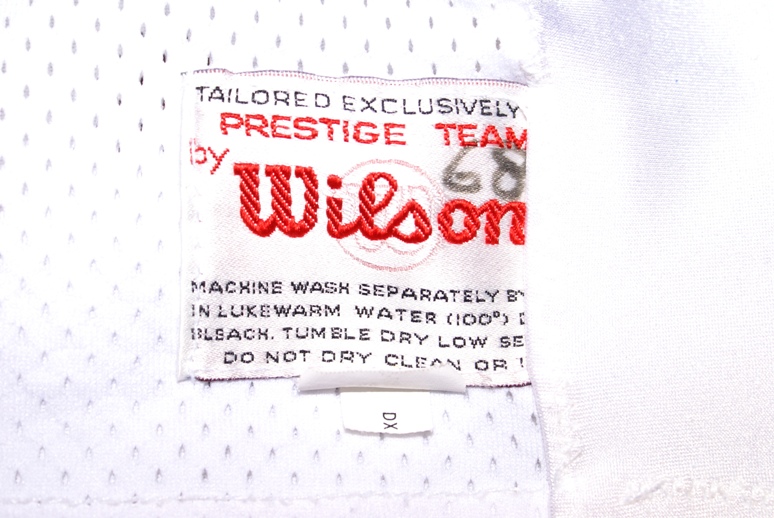 TAILORED EXCLUSIVELY
PRESTIGE TEAM
by
68
Wilson
MACHINE WASH SEPARATELY BY
IN LUKEWARM WATER (100°)
BLEACH. TUMBLE DRY LOW SE
DO NOT DRY CLEAN OR
DX